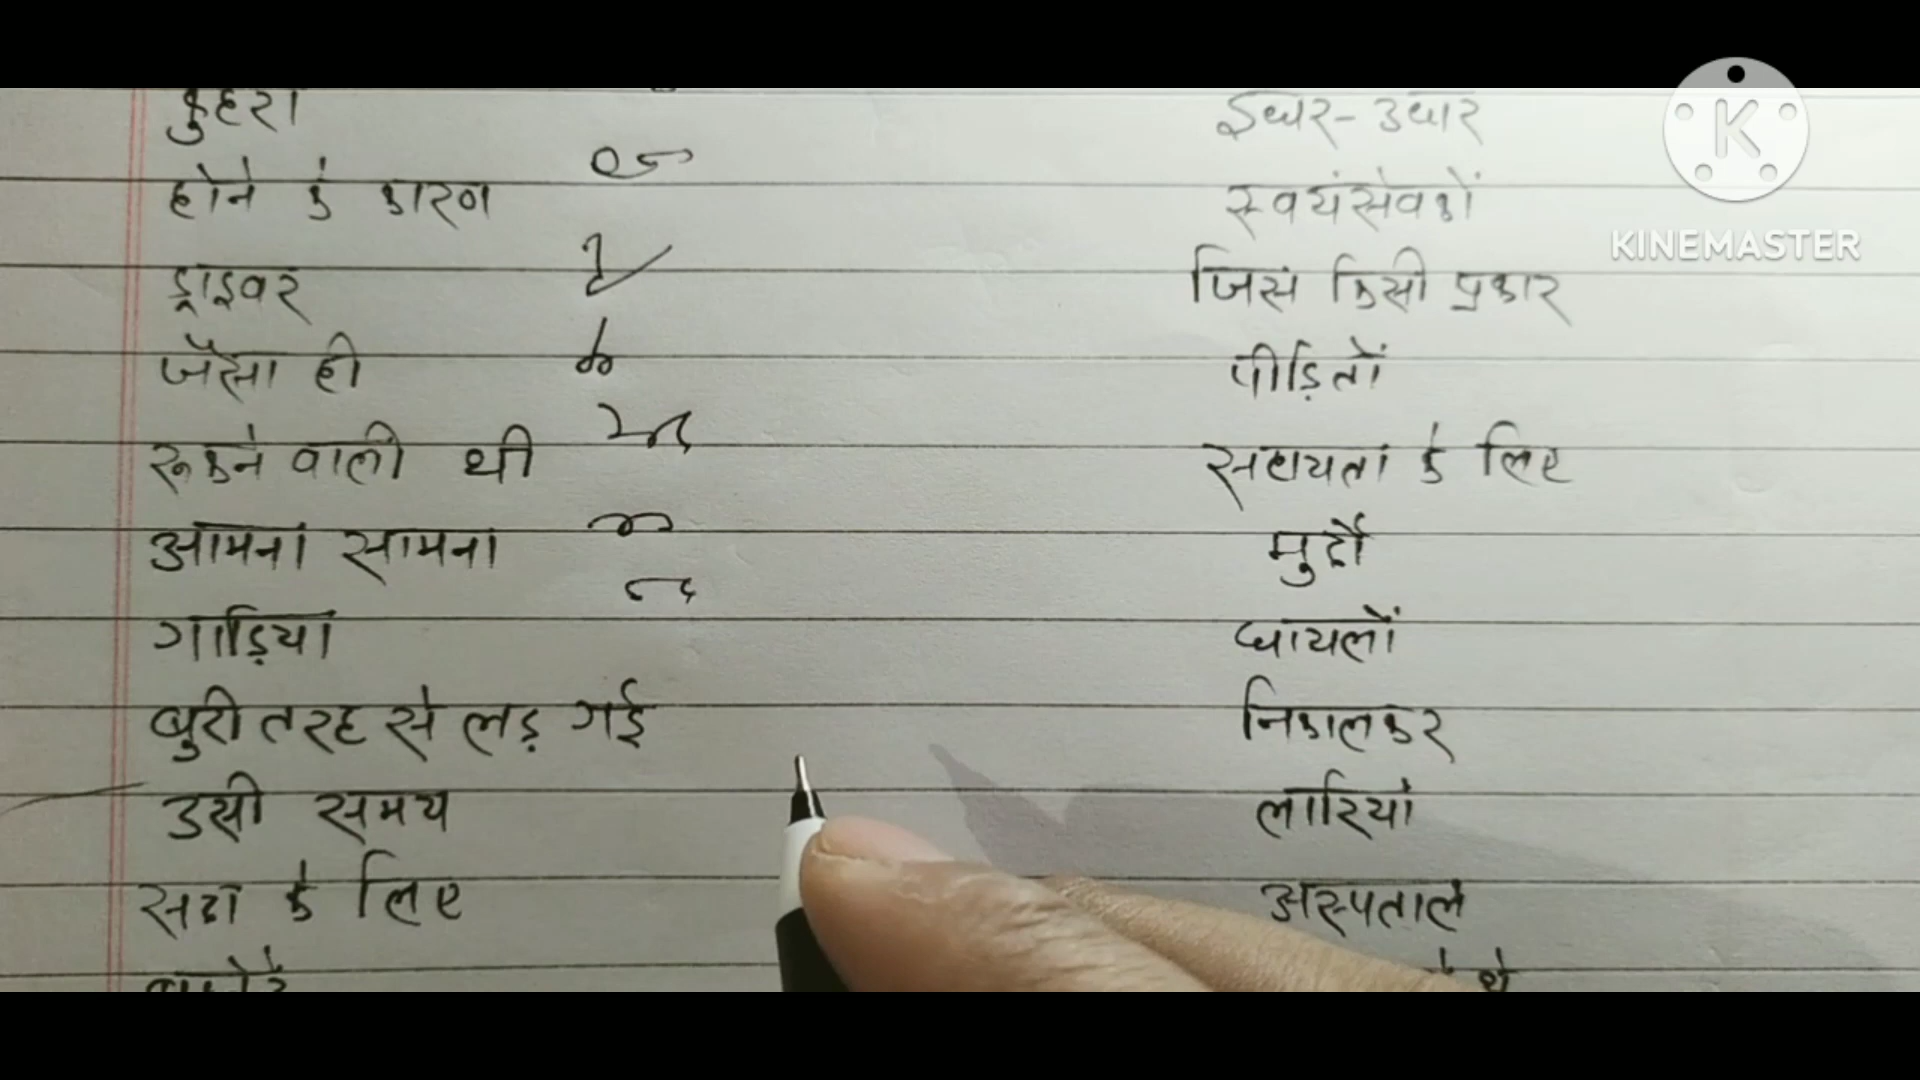 कुहरा
होने के कारण
ड्राइवर
जैसा ही
रूकने वाली थी
आमना सामना
गाड़ियां
बुरी तरह से लड़ गई
उसी समय
सदा के लिए
इधर-उधार
स्वयंसेवकों
जिस किसी प्रकार
पीड़ितों
सहायता के लिए
मुर्दों
घायलों
निकालकर
लारियां
अस्पताल
थे
K
KINEMASTER